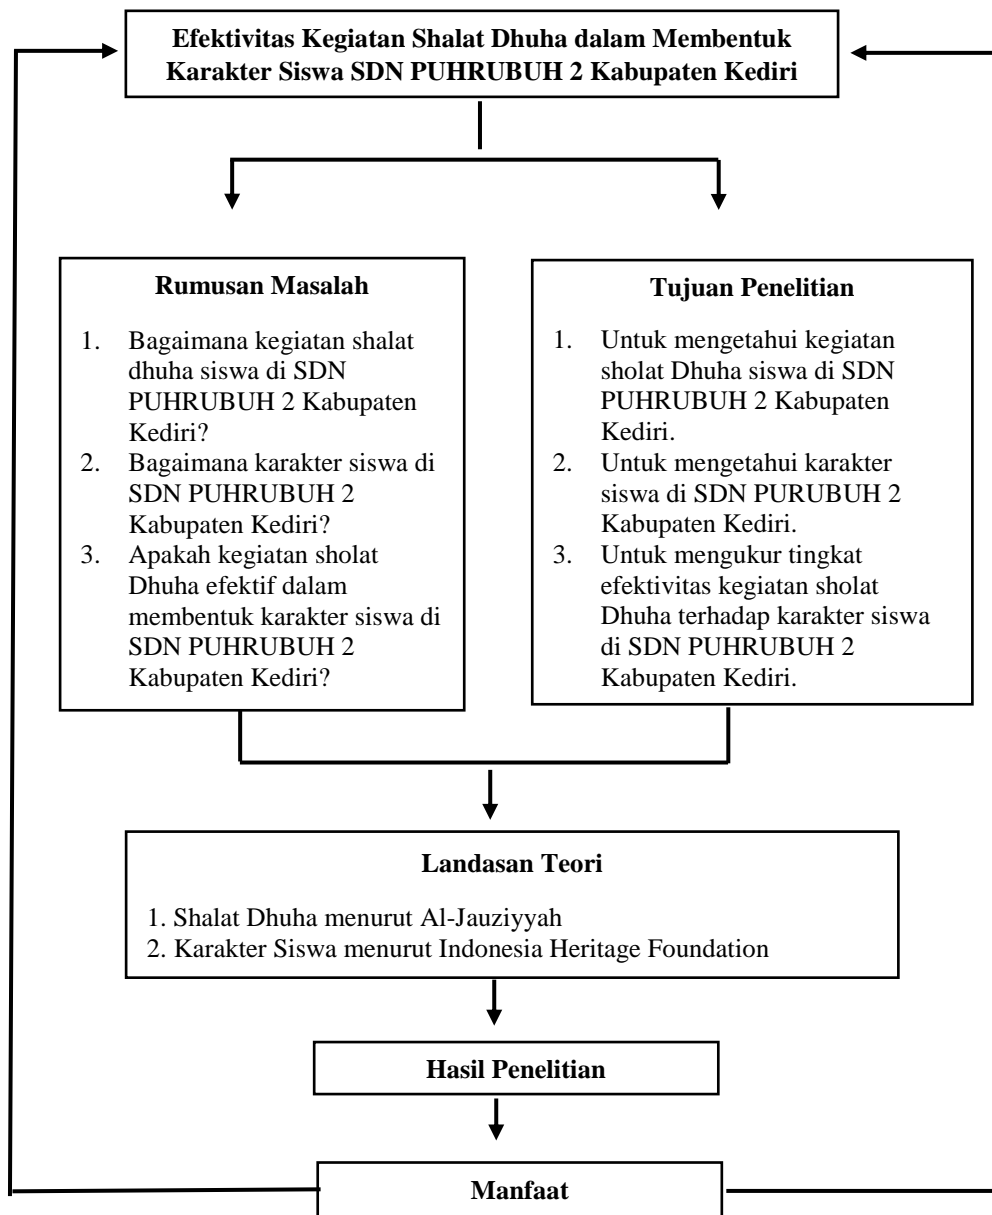 Efektivitas Kegiatan Shalat Dhuha dalam Membentuk
Karakter Siswa SDN PUHRUBUH 2 Kabupaten Kediri
Rumusan Masalah
1. Bagaimana kegiatan shalat
dhuha siswa di SDN
PUHRUBUH 2 Kabupaten
Kediri?
2. Bagaimana karakter siswa di
SDN PUHRUBUH 2
Kabupaten Kediri?
3. Apakah kegiatan sholat
Dhuha efektif dalam
membentuk karakter siswa di
SDN PUHRUBUH 2
Kabupaten Kediri?
Tujuan Penelitian
1. Untuk mengetahui kegiatan
sholat Dhuha siswa di SDN
PUHRUBUH 2 Kabupaten
Kediri.
2. Untuk mengetahui karakter
siswa di SDN PURUBUH 2
Kabupaten Kediri.
3. Untuk mengukur tingkat
efektivitas kegiatan sholat
Dhuha terhadap karakter siswa
di SDN PUHRUBUH 2
Kabupaten Kediri.
Landasan Teori
1. Shalat Dhuha menurut Al-Jauziyyah
2. Karakter Siswa menurut Indonesia Heritage Foundation
Hasil Penelitian
Manfaat